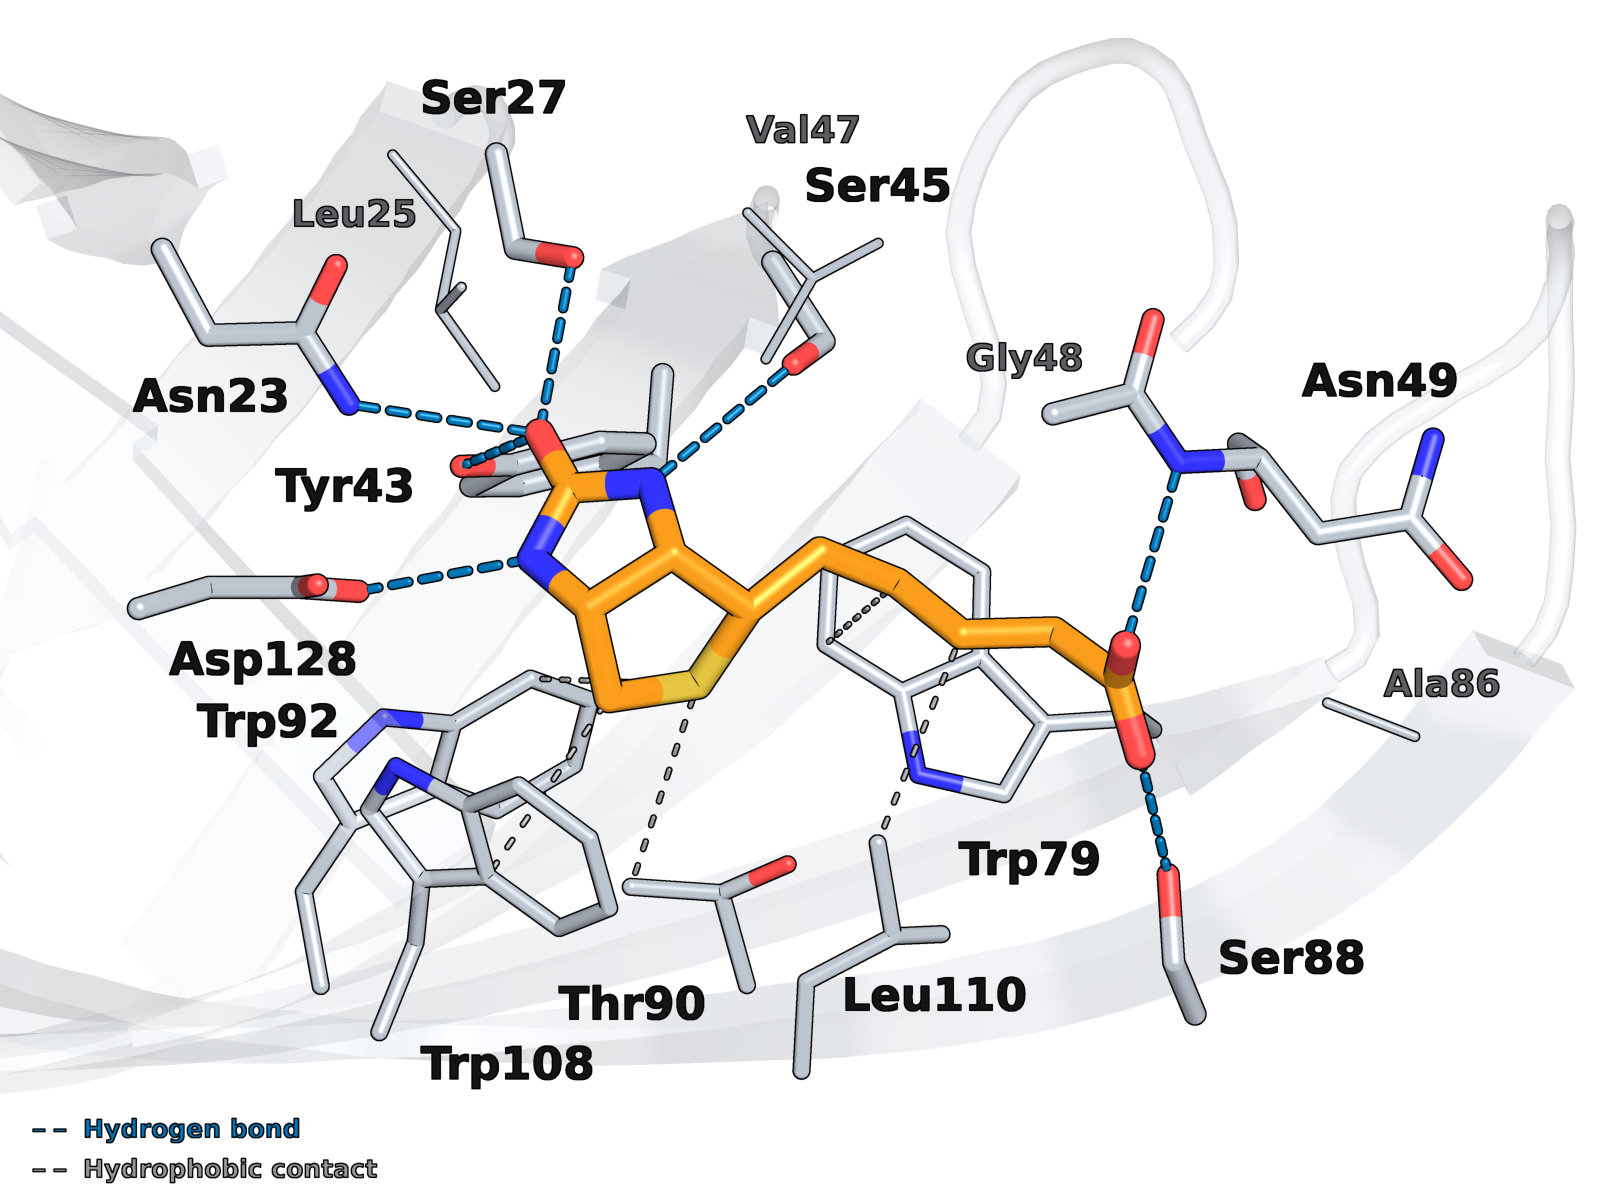 Ser27
Val47
Ser45
Leu25
Gly48
Asn49
Asn23
Tyr43
Asp128
Ala86
Trp92
Trp79
Ser88
Thr90
Leu110
Trp108
-- Hydrogen bond
-- Hydrophobic contact